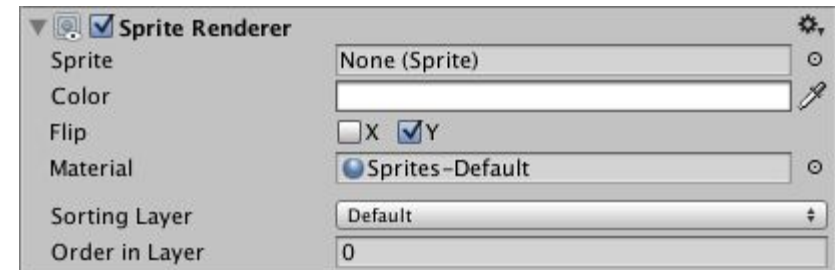 Sprite Renderer
Sprite None (Sprite)
Color
Flip X Y
Material Sprites-Default
Sorting Layer Default
Order in Layer 0